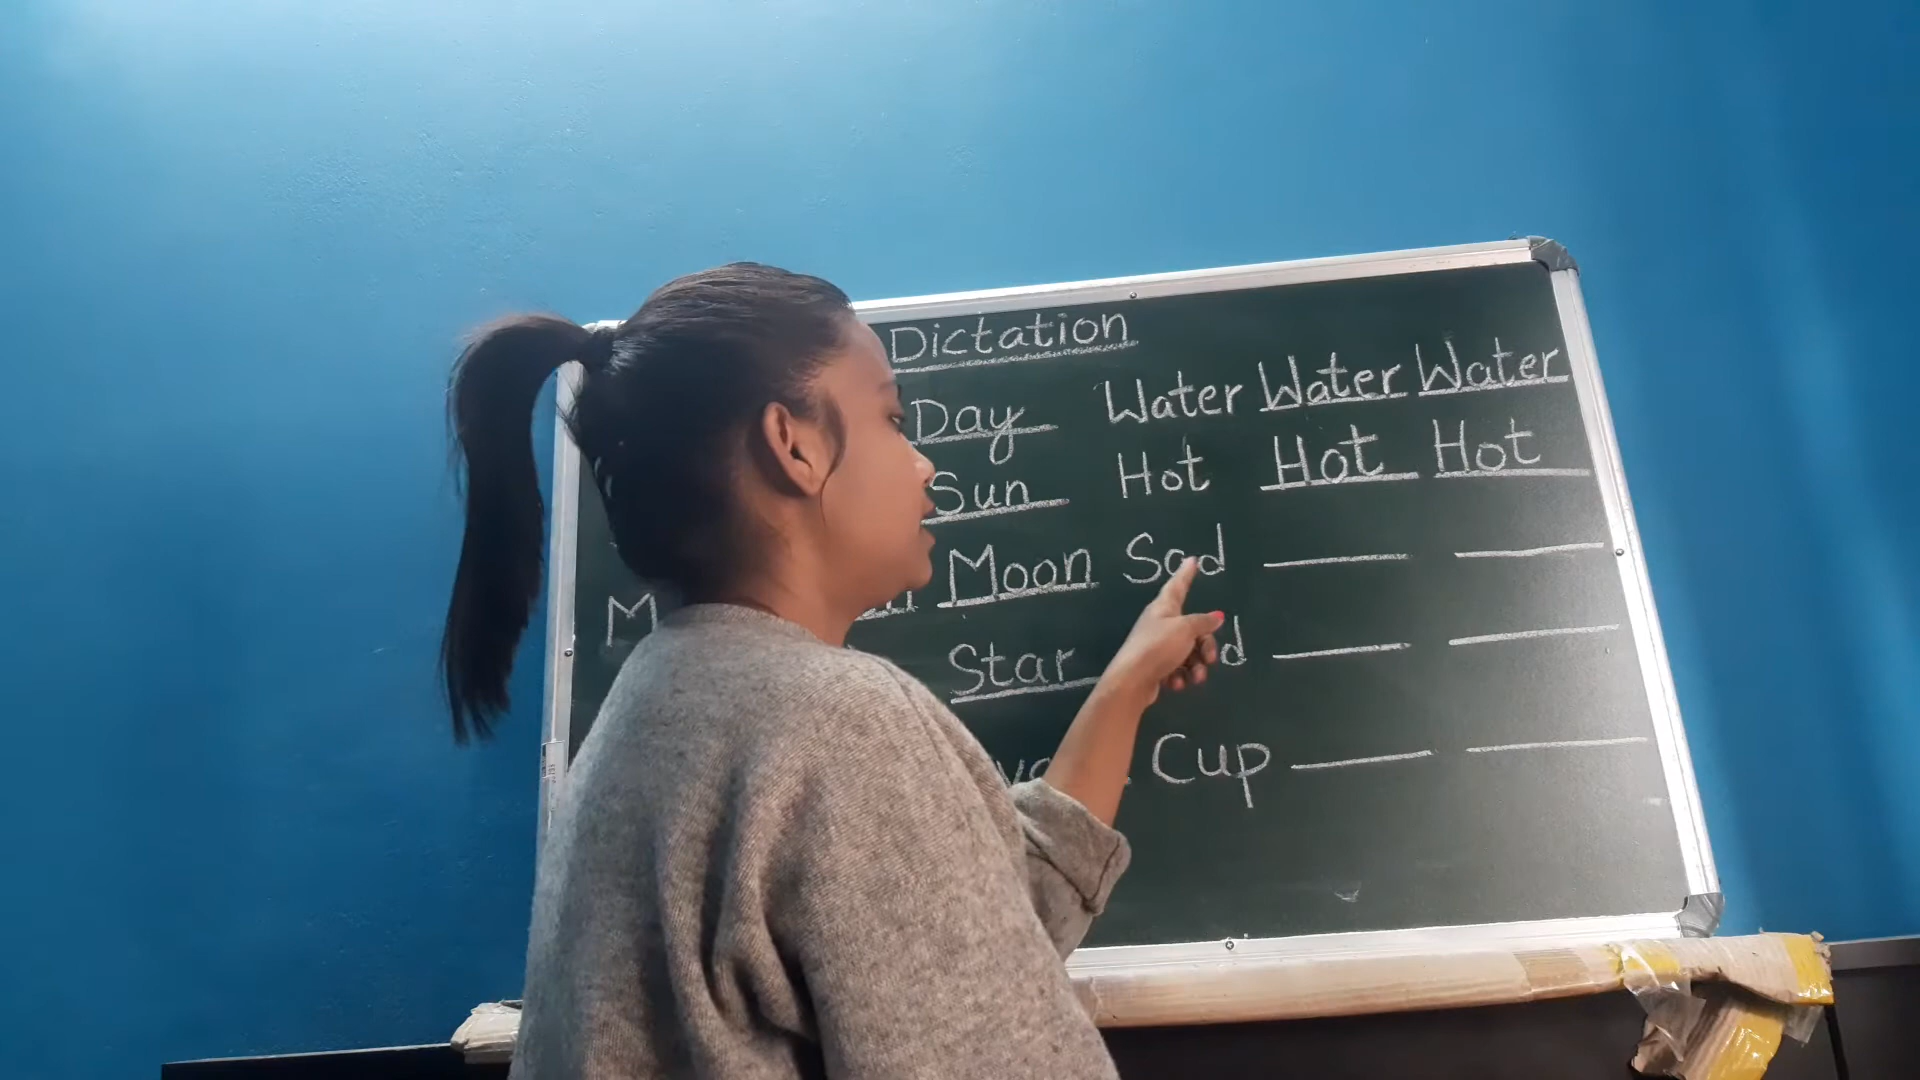 Dictation
Day Water Water Water
Sun Hot Hot Hot
Moon Sad
Star
Cup